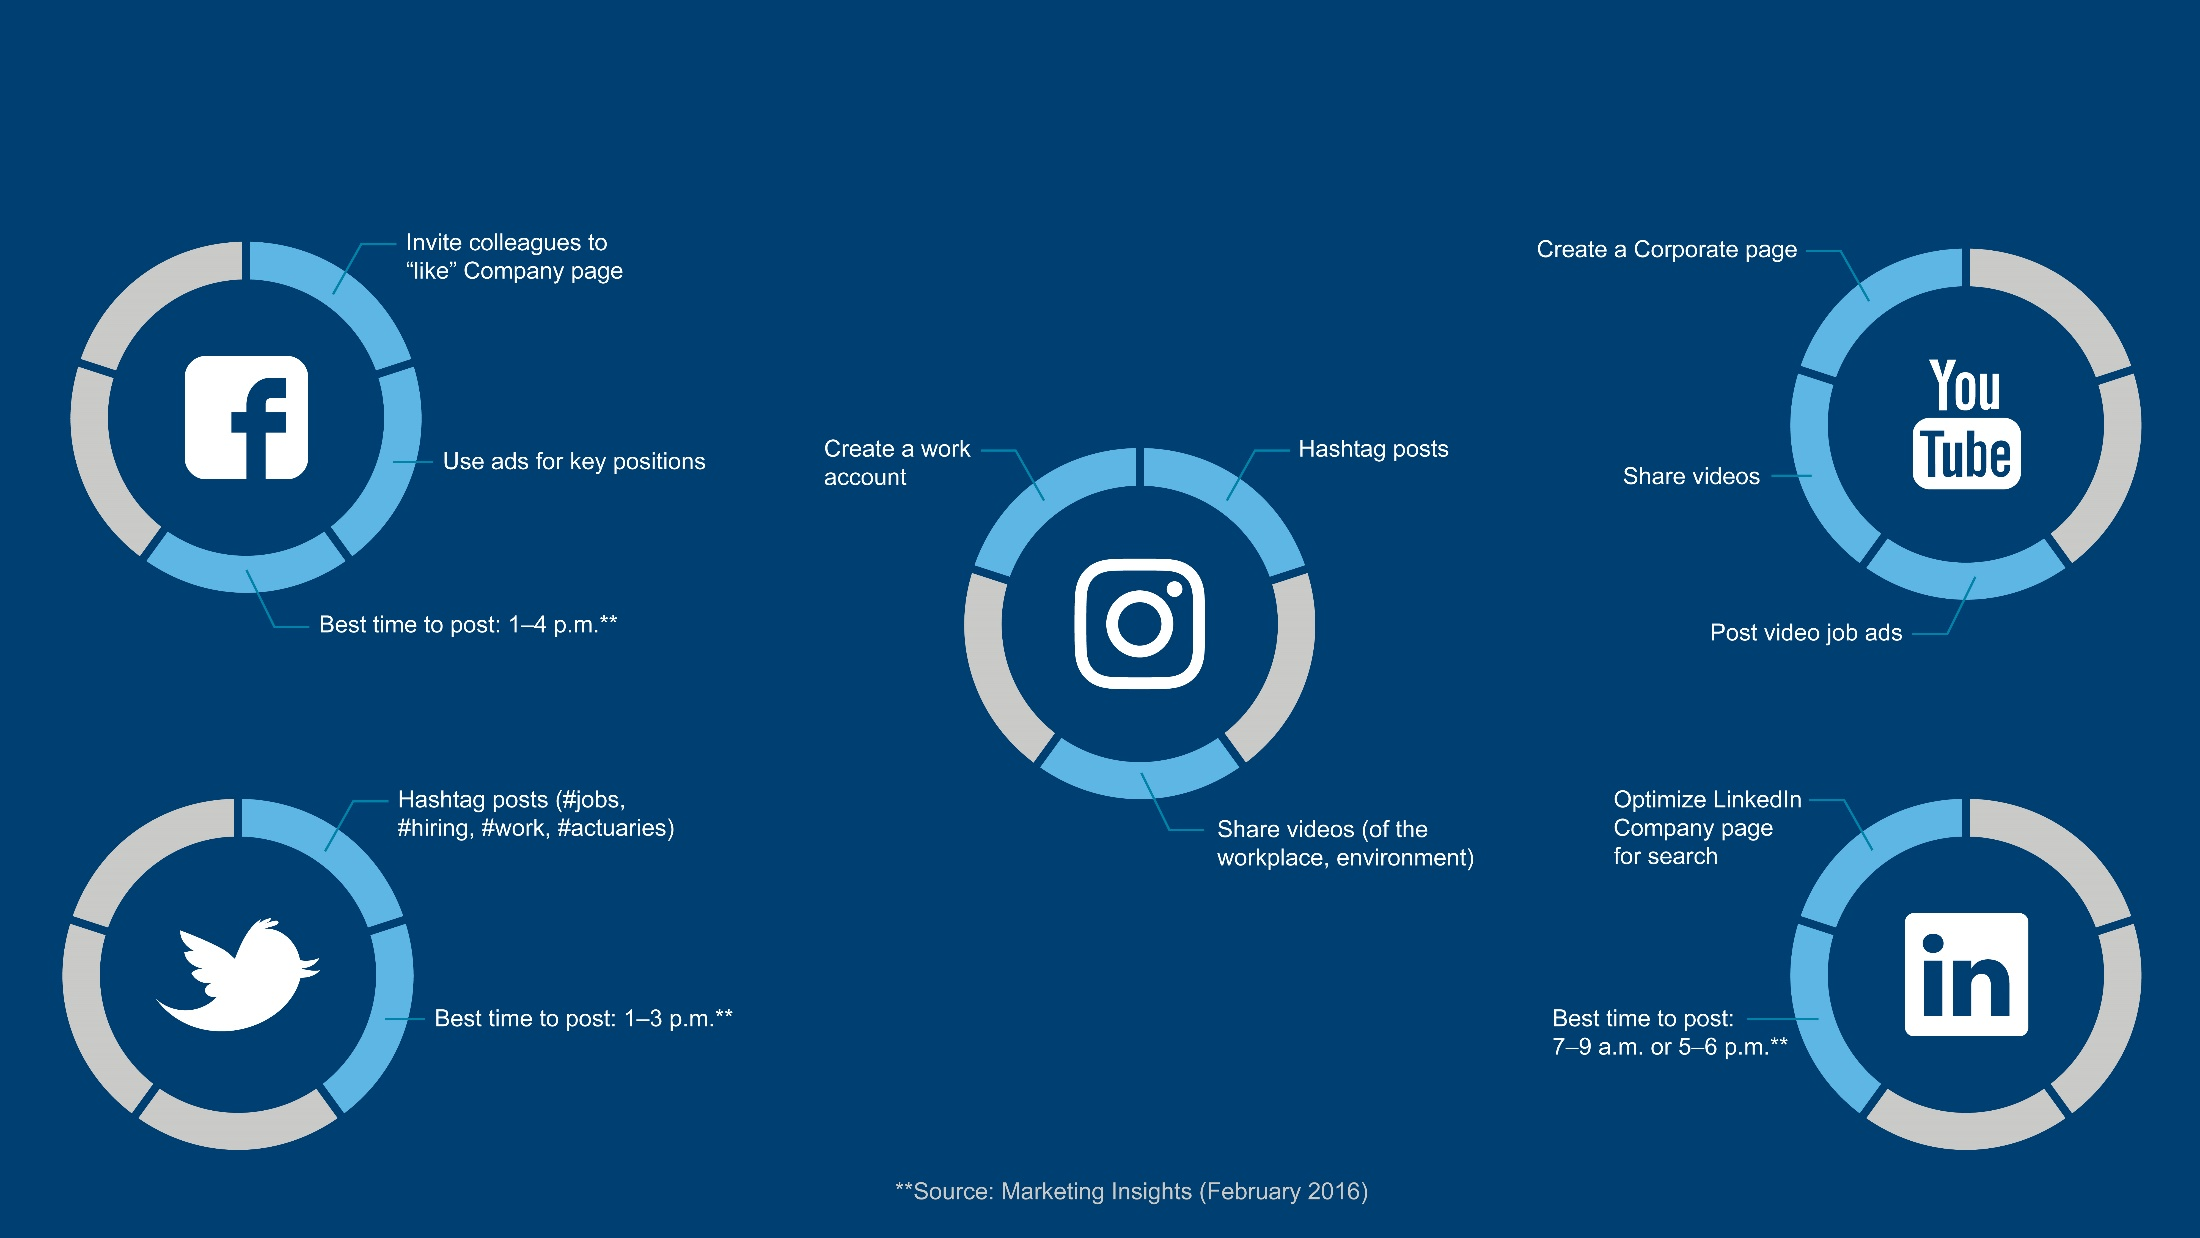 Invite colleagues to
“like” Company page
Use ads for key positions
Best time to post: 1–4 p.m.**
Create a work
account
Hashtag posts
Share videos (of the
workplace, environment)
Create a Corporate page
You
Tube
Share videos
Post video job ads
Hashtag posts (#jobs,
#hiring, #work, #actuaries)
Best time to post: 1–3 p.m.**
Optimize LinkedIn
Company page
for search
in
Best time to post:
7–9 a.m. or 5–6 p.m.**
**Source: Marketing Insights (February 2016)